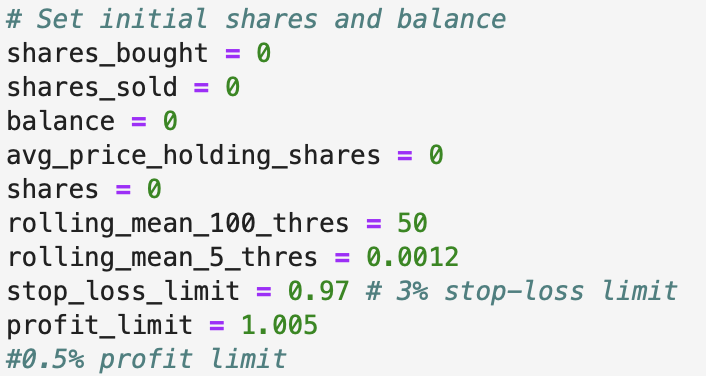 # Set initial shares and balance
shares_bought = 0
shares_sold = 0
balance = 0
avg_price_holding_shares = 0
shares = 0
rolling_mean_100_thres = 50
rolling_mean_5_thres = 0.0012
stop_loss_limit = 0.97 # 3% stop-loss limit
profit_limit = 1.005
#0.5% profit limit